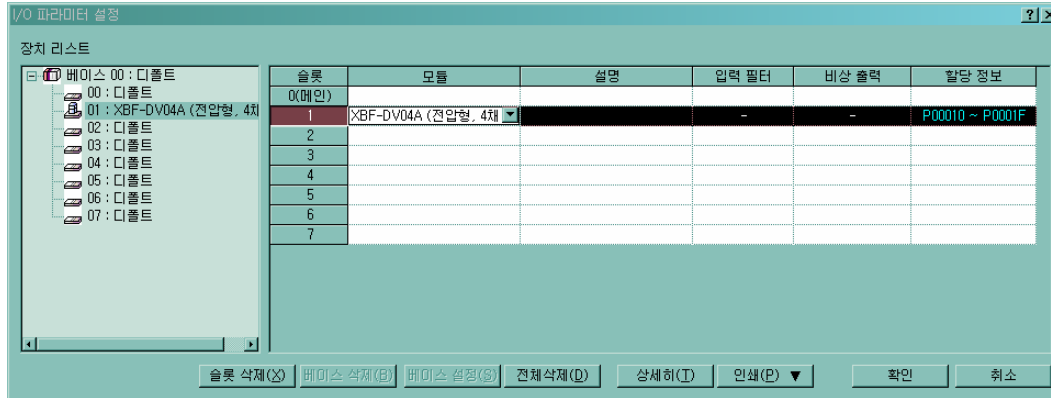 I/O 파라미터 설정
장치 리스트
베이스 00 : 디폴트
00 : 디폴트
01 : XBF-DV04A (전압형, 4채
02 : 디폴트
03 : 디폴트
04 : 디폴트
05 : 디폴트
06 : 디폴트
07 : 디폴트
슬롯 모듈 설명 입력 필터 비상 출력 할당 정보
0(메인)
1 XBF-DV04A (전압형, 4채 - - P00010 ~ P0001F
2
3
4
5
6
7
슬롯 삭제(X) 베이스 삭제(B) 베이스 설정(S) 전체삭제(D) 상세히(T) 인쇄(P) ▼ 확인 취소